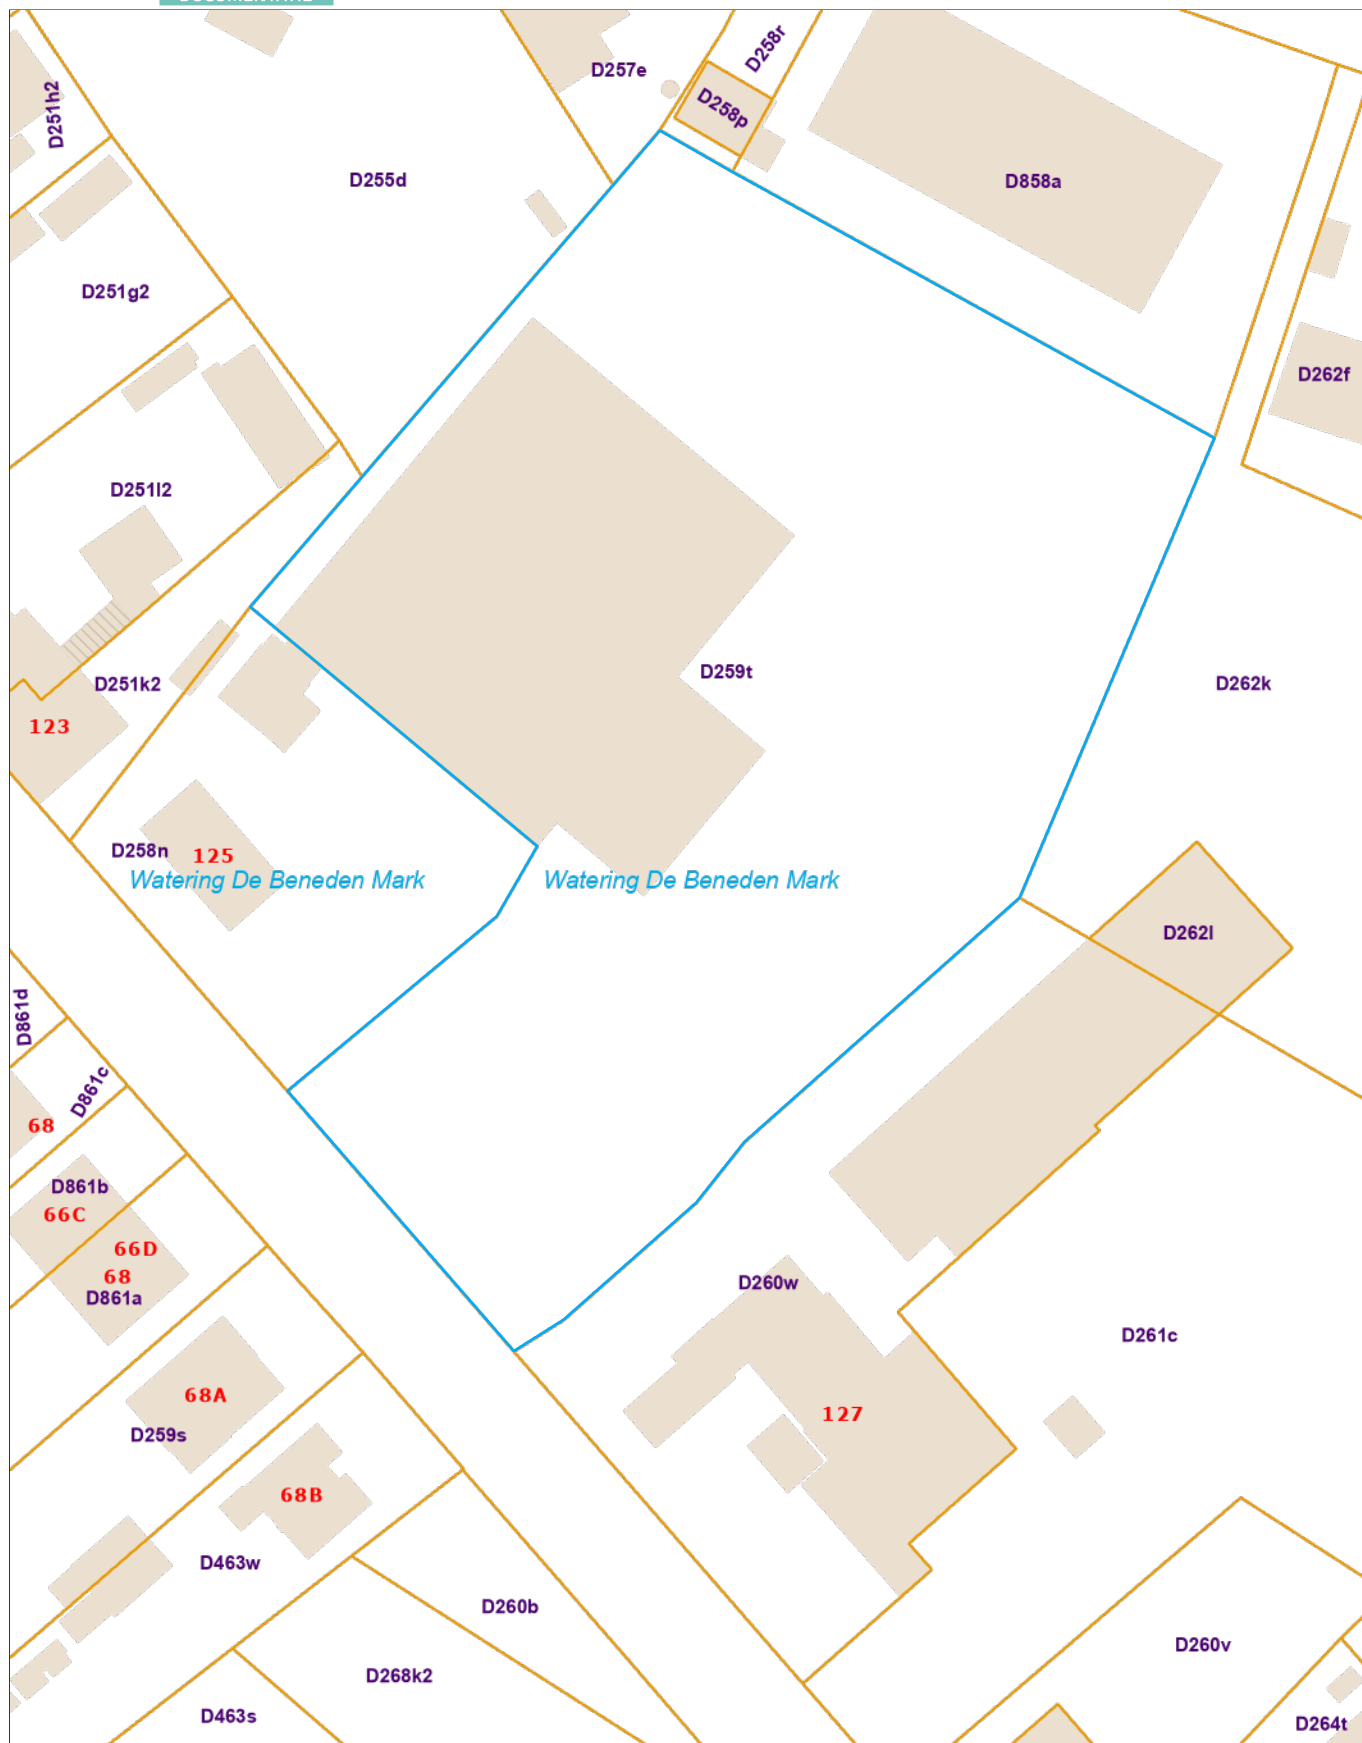 D258r
D257e
D251h2
D258p
D255d
D858a
D251g2
D262f
D251l2
D259t
D251k2
D262k
123
D258n
125
Watering De Beneden Mark
Watering De Beneden Mark
D262l
D861d
D861c
68
D861b
66C
66D
68
D861a
D260w
D261c
68A
127
D259s
68B
D463w
D260b
D260v
D268k2
D463s
D264t